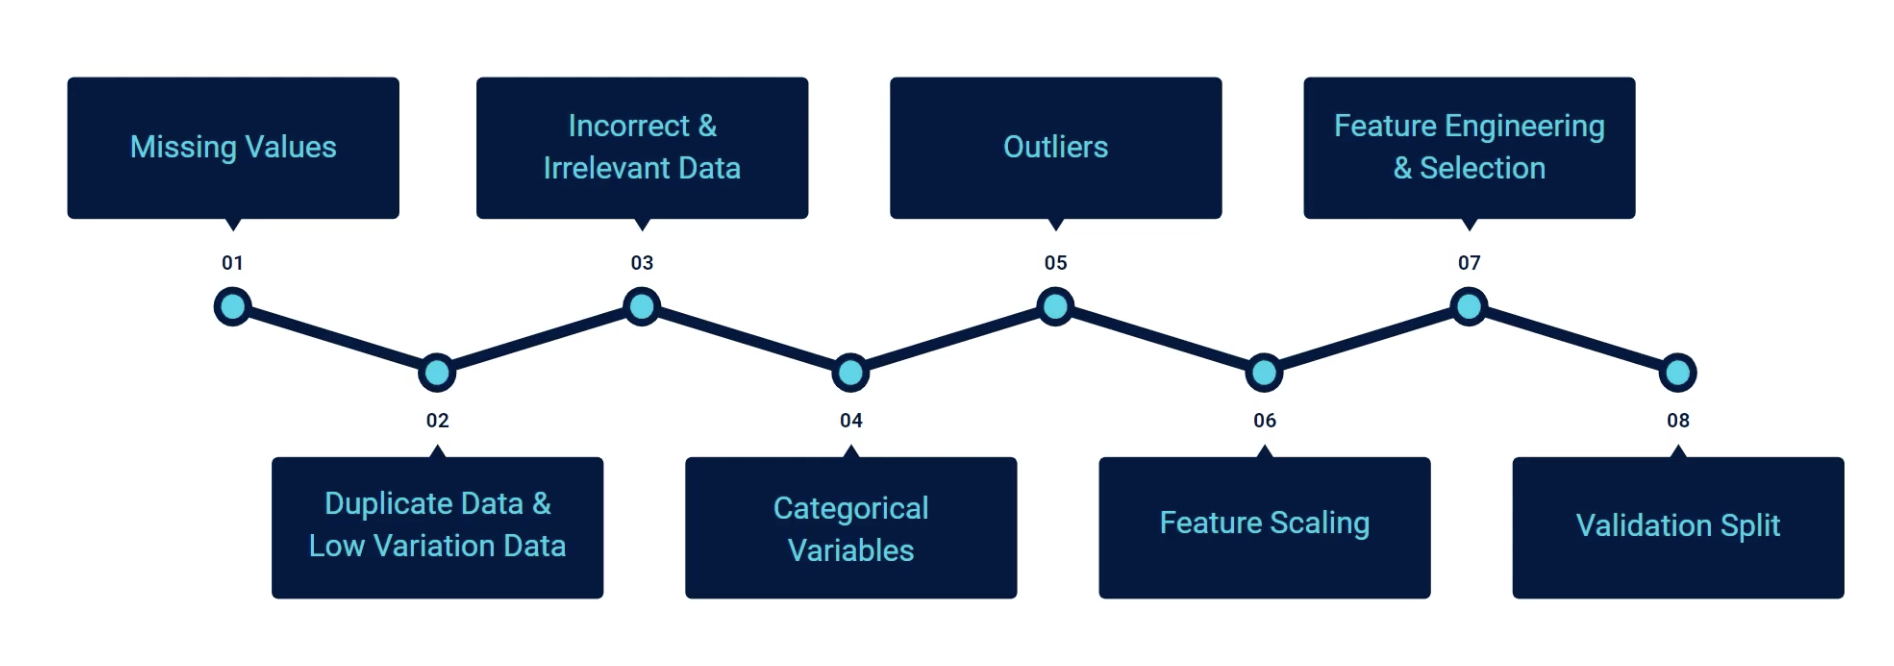 Missing Values
01
Duplicate Data &
Low Variation Data
02
Incorrect &
Irrelevant Data
03
Categorical
Variables
04
Outliers
05
Feature Scaling
06
Feature Engineering
& Selection
07
Validation Split
08